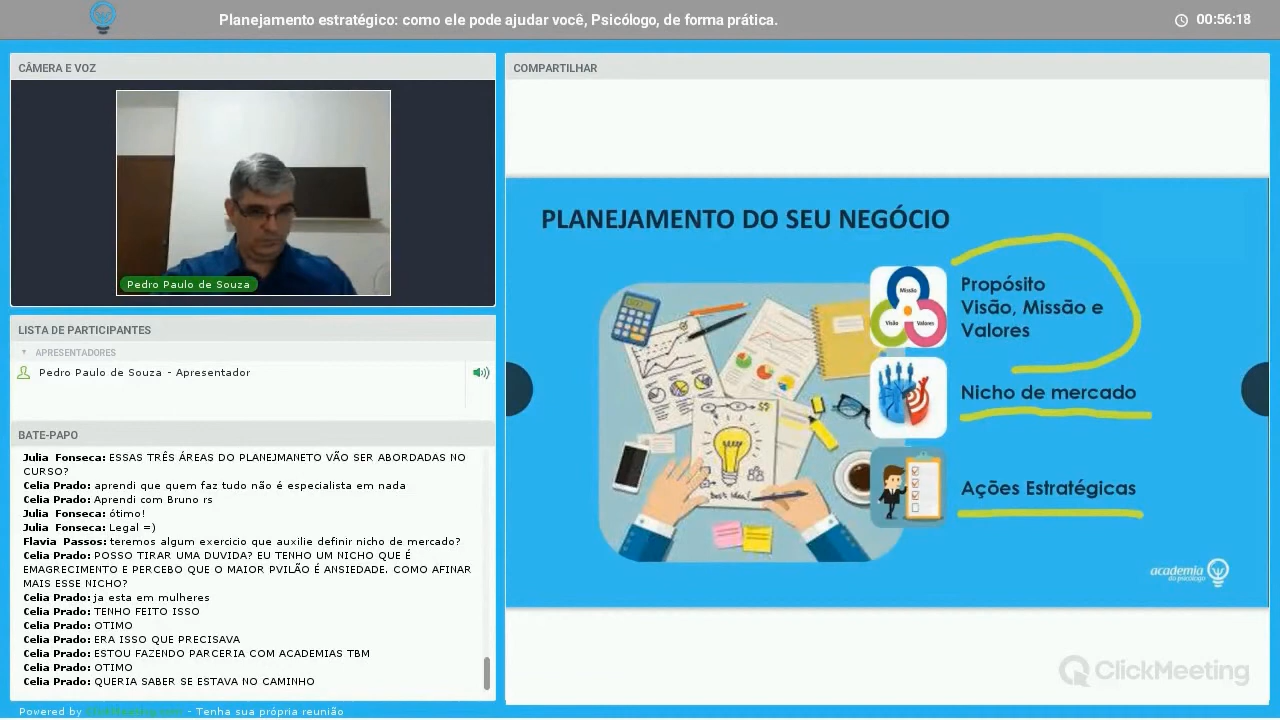 Planejamento estratégico: como ele pode ajudar você, Psicólogo, de forma prática.
00:56:18
CÂMERA E VOZ
Pedro Paulo de Souza
LISTA DE PARTICIPANTES
APRESENTADORES
Pedro Paulo de Souza - Apresentador
BATE-PAPO
Julia Fonseca: ESSAS TRÊS ÁREAS DO PLANEJMANETO VÃO SER ABORDADAS NO
CURSO?
Celia Prado: aprendi que quem faz tudo não é especialista em nada
Celia Prado: Aprendi com Bruno rs
Julia Fonseca: ótimo!
Julia Fonseca: Legal =)
Flavia Passos: teremos algum exercicio que auxilie definir nicho de mercado?
Celia Prado: POSSO TIRAR UMA DUVIDA? EU TENHO UM NICHO QUE É
EMAGRECIMENTO E PERCEBO QUE O MAIOR PVILÃO É ANSIEDADE. COMO AFINAR
MAIS ESSE NICHO?
Celia Prado: ja esta em mulheres
Celia Prado: TENHO FEITO ISSO
Celia Prado: OTIMO
Celia Prado: ERA ISSO QUE PRECISAVA
Celia Prado: ESTOU FAZENDO PARCERIA COM ACADEMIAS TBM
Celia Prado: OTIMO
Celia Prado: QUERIA SABER SE ESTAVA NO CAMINHO
Powered by ClickMeeting.com - Tenha sua própria reunião
COMPARTILHAR
PLANEJAMENTO DO SEU NEGÓCIO
Missão
Visão
Valores
Propósito
Visão, Missão e
Valores
Nicho de mercado
Ações Estratégicas
Best idea!
academia
do psicólogo
ClickMeeting